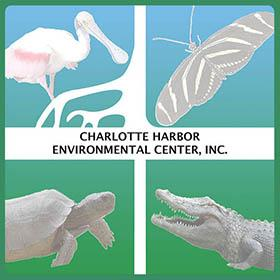 CHARLOTTE HARBOR
ENVIRONMENTAL CENTER, INC.